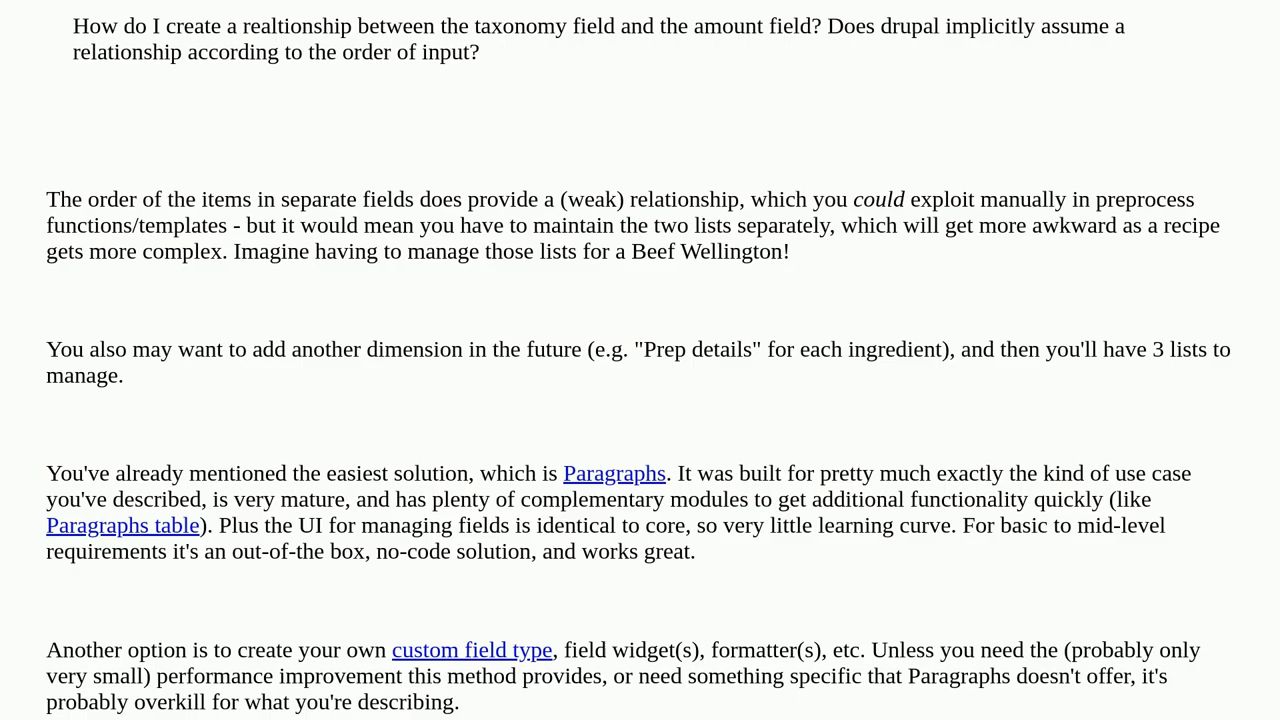 How do I create a realtionship between the taxonomy field and the amount field? Does drupal implicitly assume a
relationship according to the order of input?
The order of the items in separate fields does provide a (weak) relationship, which you could exploit manually in preprocess
functions/templates - but it would mean you have to maintain the two lists separately, which will get more awkward as a recipe
gets more complex. Imagine having to manage those lists for a Beef Wellington!
You also may want to add another dimension in the future (e.g. "Prep details" for each ingredient), and then you'll have 3 lists to
manage.
You've already mentioned the easiest solution, which is Paragraphs. It was built for pretty much exactly the kind of use case
you've described, is very mature, and has plenty of complementary modules to get additional functionality quickly (like
Paragraphs table). Plus the UI for managing fields is identical to core, so very little learning curve. For basic to mid-level
requirements it's an out-of-the box, no-code solution, and works great.
Another option is to create your own custom field type, field widget(s), formatter(s), etc. Unless you need the (probably only
very small) performance improvement this method provides, or need something specific that Paragraphs doesn't offer, it's
probably overkill for what you're describing.